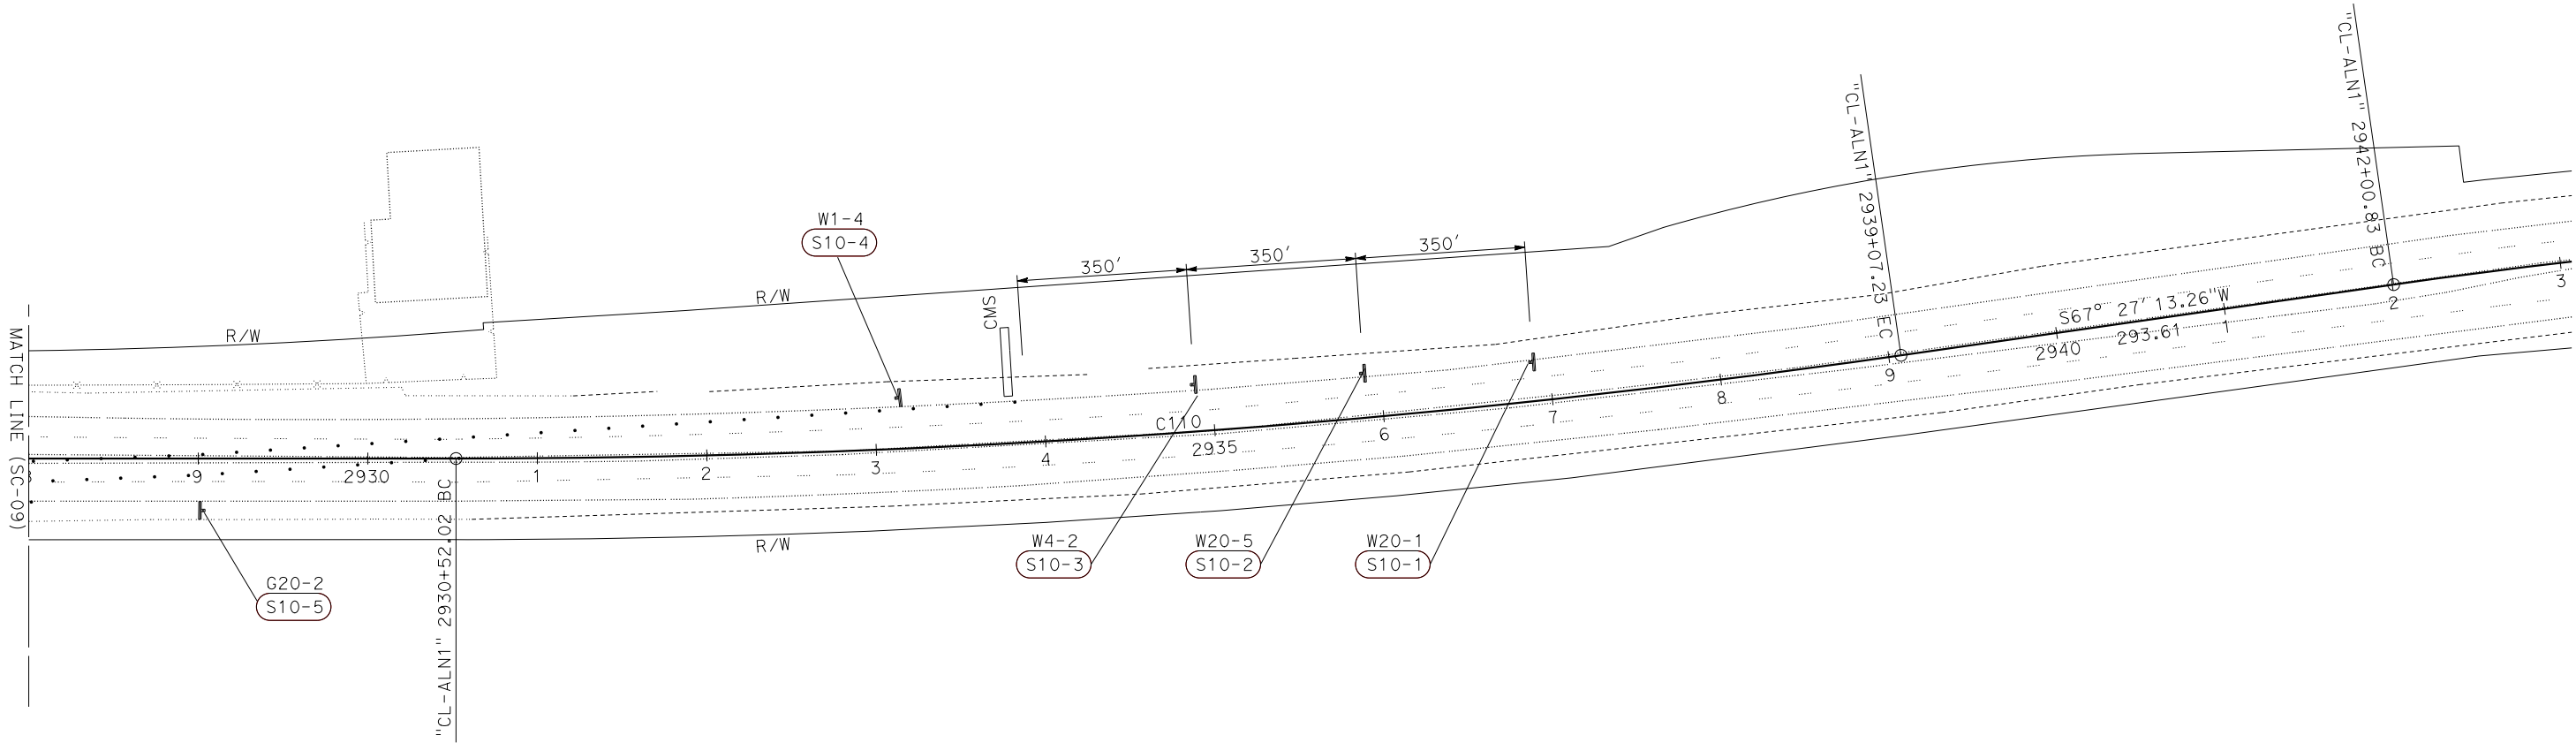 MATCH LINE (SC-09)
R/W
W1-4
S10-4
R/W
CMS
350'
350'
350'
"CL-ALN1" 2939+07.23 EC
"CL-ALN1" 2942+00.83 BC
9
2930
1
2
3
4
C110
2935
6
7
8
9
2940
S67° 27' 13.26"W
293.61
1
2
3
"CL-ALN1" 2930+52.02 BC
R/W
G20-2
S10-5
W4-2
S10-3
W20-5
S10-2
W20-1
S10-1